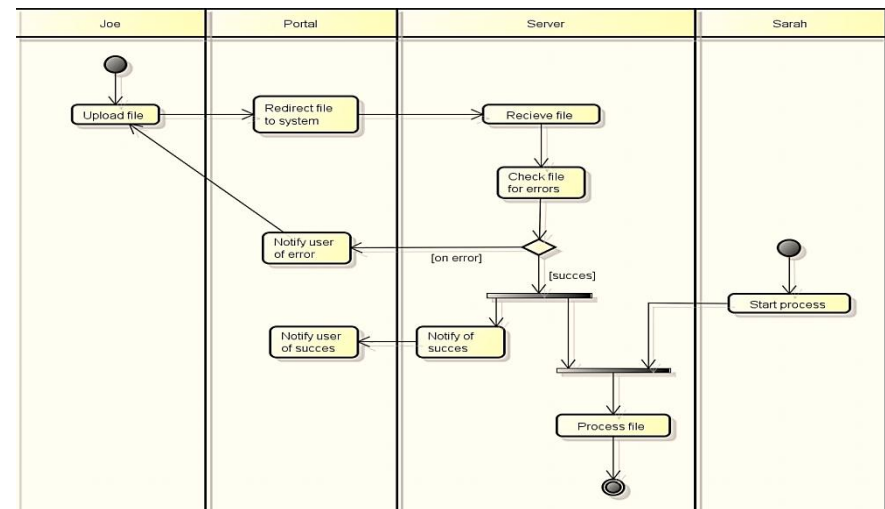 Joe
Portal
Server
Sarah
Upload file
Redirect file
to system
Recieve file
Check file
for errors
Notify user
of error
[on error]
[succes]
Start process
Notify user
of succes
Notify of
succes
Process file